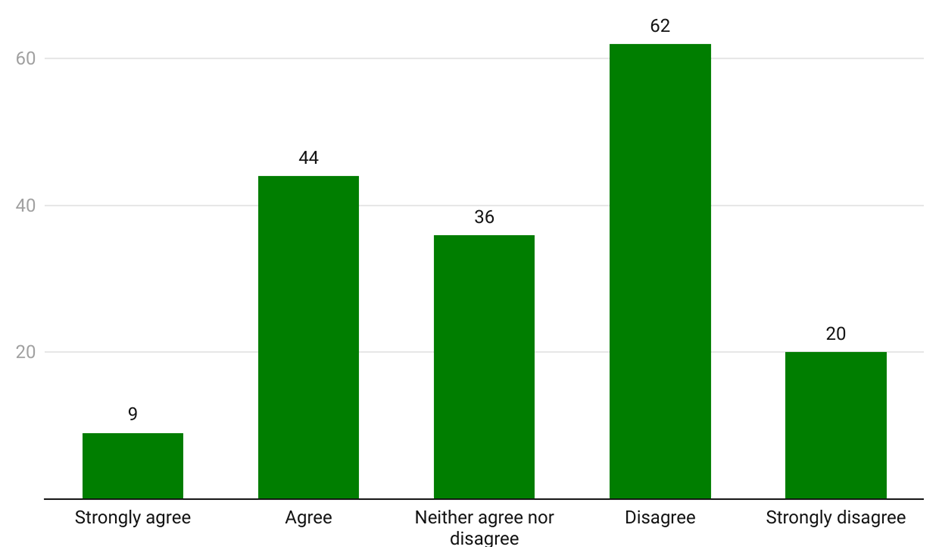 62
60
44
40
36
20
20
9
Strongly agree
Agree
Neither agree nor
disagree
Disagree
Strongly disagree